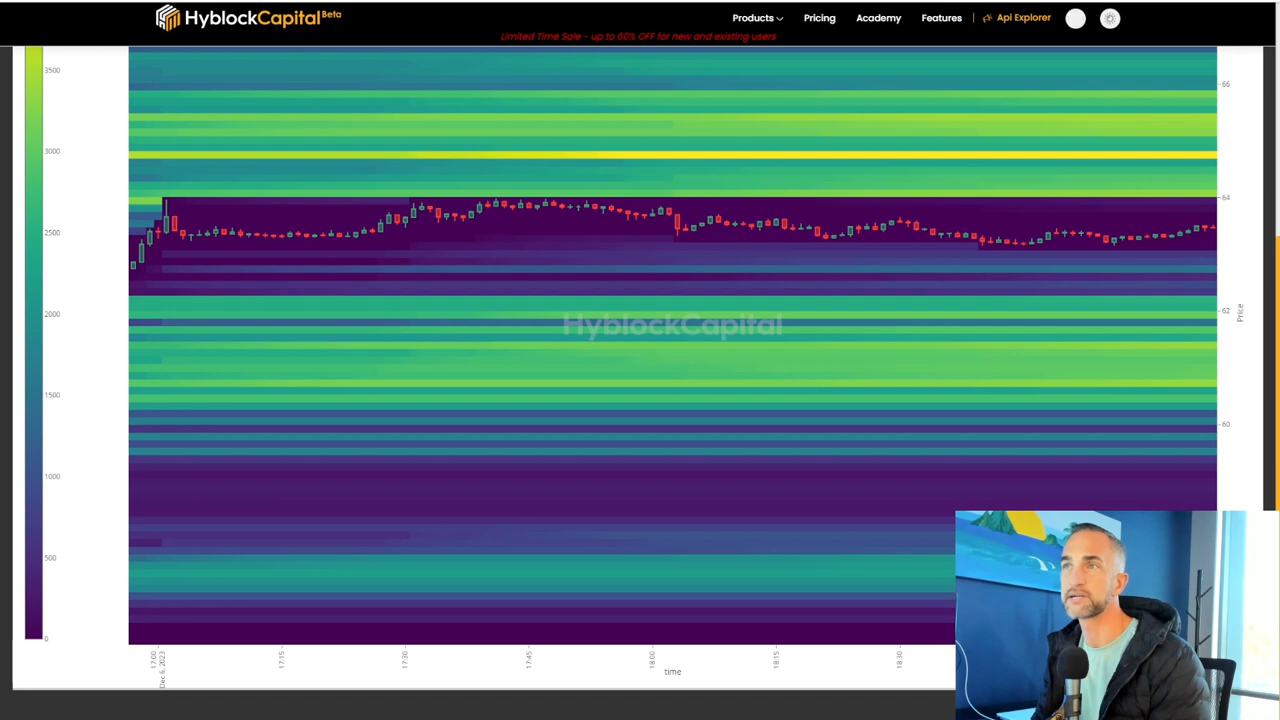 HyblockCapital Beta
Products
Pricing
Academy
Features
Api Explorer
Limited Time Sale - up to 60% OFF for new and existing users
3500
3000
2500
2000
1500
1000
500
0
HyblockCapital
66
64
62
60
Price
17:00
Dec 6, 2023
17:15
17:30
17:45
18:00
18:15
18:30
time